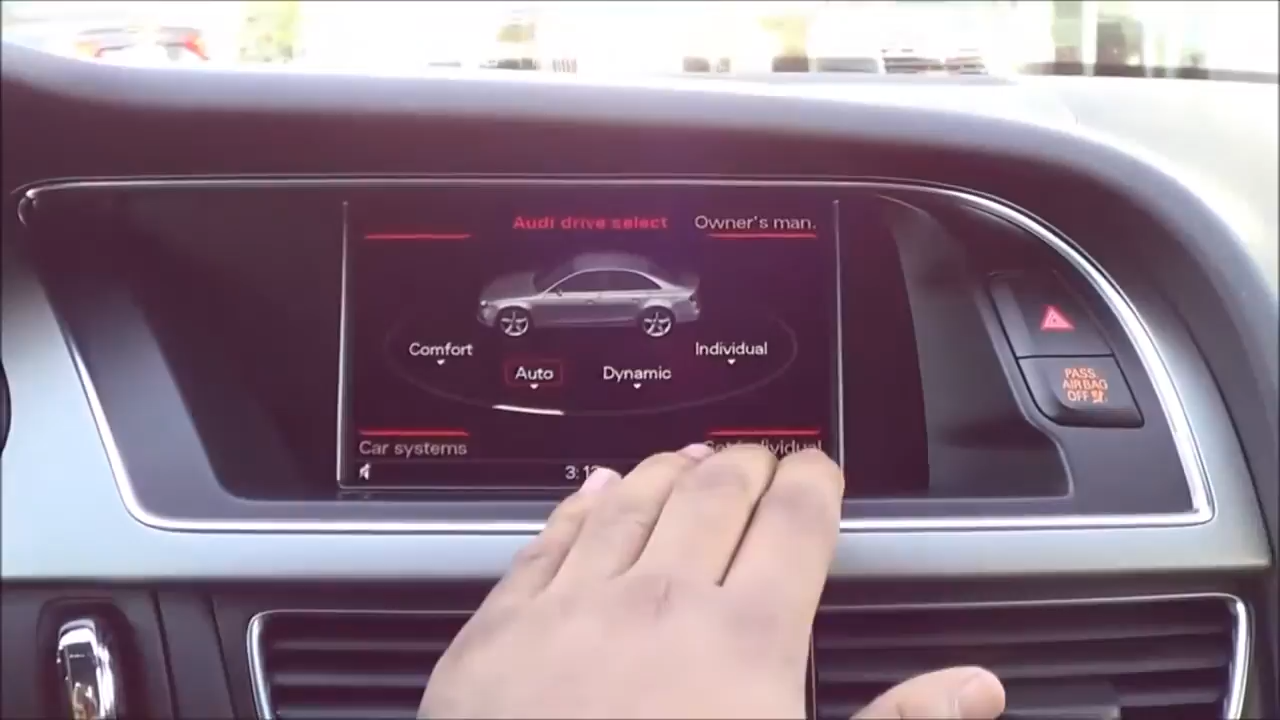 Audi drive select
Owner's man.
Comfort
Individual
Auto
Dynamic
Car systems
PASS.
AIR BAG
OFF